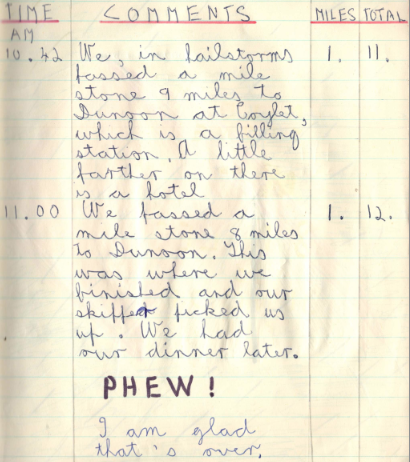 TIME COMMENTS MILES TOTAL
AM
10.42 We, in hailstorms 1. 11.
passed a mile
stone 9 miles to
Dunoon at Coylet,
which is a filling
station. A little
farther on there
is a hotel
11.00 We passed a 1. 12.
mile stone 8 miles
to Dunoon. This
was where we
finished and our
skipper picked us
up. We had
our dinner later.
PHEW!
I am glad
that's over.